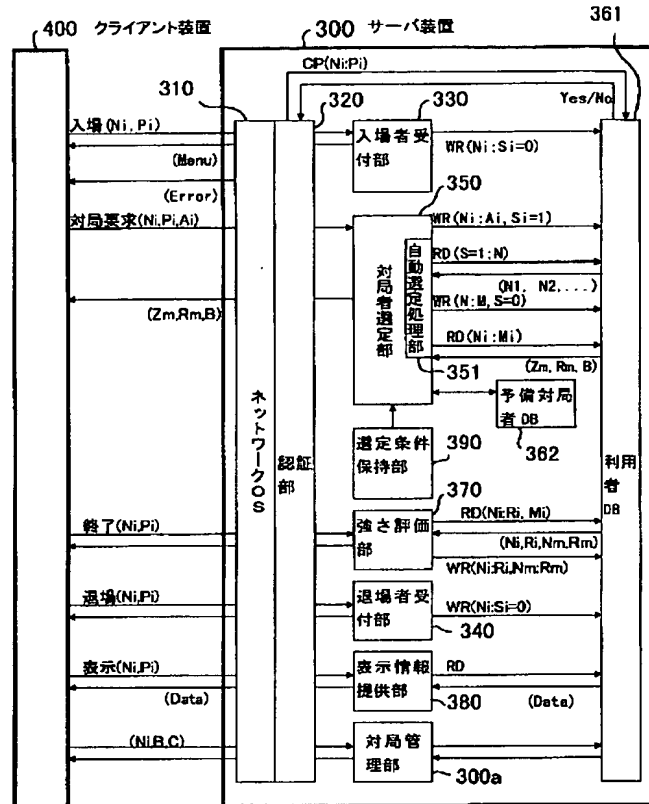 400 クライアント装置
300 サーバ装置
361
CP(Ni:Pi)
310
320
330
Yes/No
入場(Ni,Pi)
入場者受付部
WR(Ni:Si=0)
(Menu)
(Error)
350
対局要求(Ni,Pi,Ai)
WR(Ni:Ai,Si=1)
対局者選定部
自動選定処理部
RD(S=1:N)
(N1, N2,....)
WR(N:M,S=0)
(Zm,Rm,B)
RD(Ni:Mi)
(Zm,Rm,B)
351
予備対局者DB
362
ネットワークOS
認証部
選定条件保持部
390
利用者DB
370
終了(Ni,Pi)
強さ評価部
RD(Ni:Ri,Mi)
(Ni,Ri,Nm,Rm)
WR(Ni:Ri,Nm:Rm)
退場(Ni,Pi)
退場者受付部
WR(Ni:Si=0)
340
表示(Ni,Pi)
表示情報提供部
RD
(Data)
380
(Data)
(Ni,B,C)
対局管理部
300a